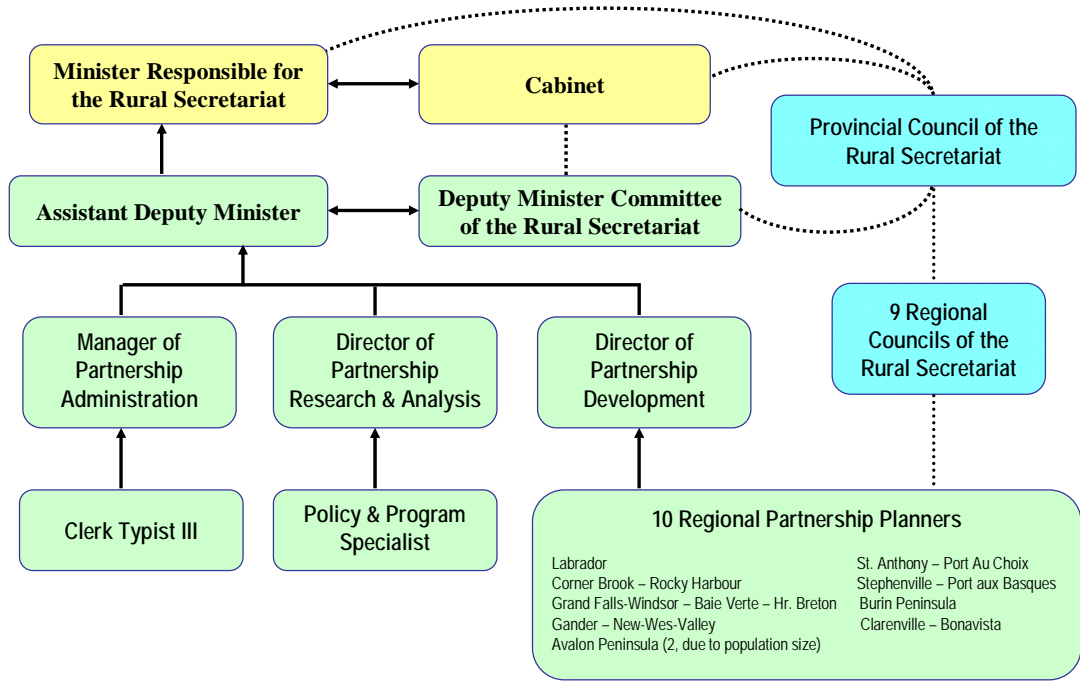 Minister Responsible for
the Rural Secretariat
Cabinet
Provincial Council of the
Rural Secretariat
Assistant Deputy Minister
Deputy Minister Committee
of the Rural Secretariat
9 Regional
Councils of the
Rural Secretariat
Manager of
Partnership
Administration
Director of
Partnership
Research & Analysis
Director of
Partnership
Development
Clerk Typist III
Policy & Program
Specialist
10 Regional Partnership Planners
Labrador
Corner Brook – Rocky Harbour
Grand Falls-Windsor – Baie Verte – Hr. Breton
Gander – New-Wes-Valley
Avalon Peninsula (2, due to population size)
St. Anthony – Port Au Choix
Stephenville – Port aux Basques
Burin Peninsula
Clarenville – Bonavista